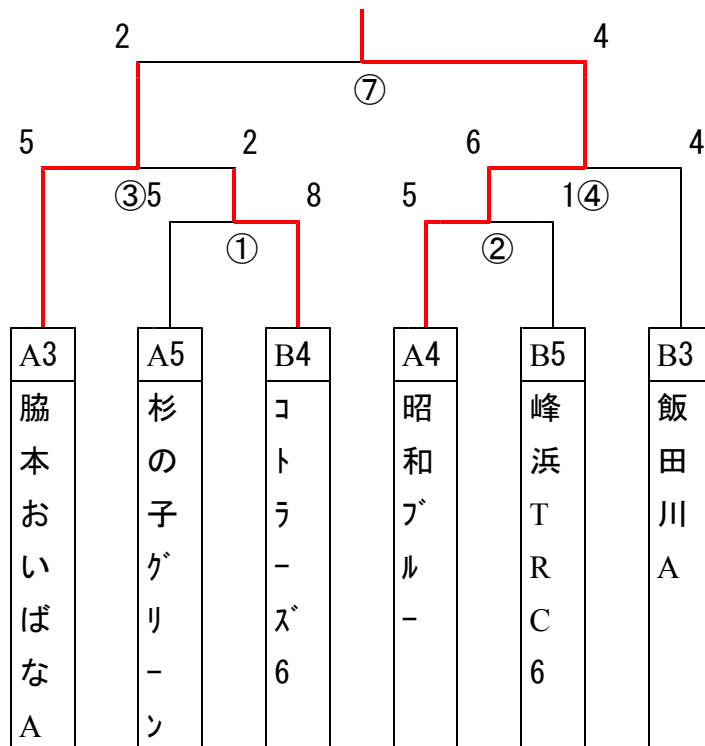 2 4
⑦
5 2 6 4
③5 8 5 1④
① ②
A3 A5 B4 A4 B5 B3
脇本おいばなA
杉の子グリーン
コトラーズ6
昭和ブルー
峰浜TRC6
飯田川A